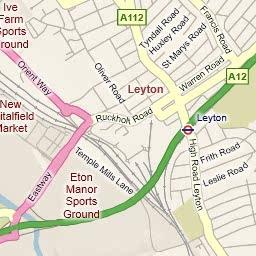 Ive
Farm
Sports
Ground
A112
Tyndall Road
Huxley Road
St Marys Road
Francis Road
Warren Road
A12
Orient Way
Oliver Road
Leyton
Ruckholt Road
Leyton
New
italfield
Market
Temple Mills Lane
Eastway
Eton
Manor
Sports
Ground
High Road Leyton
Frith Road
Leslie Road